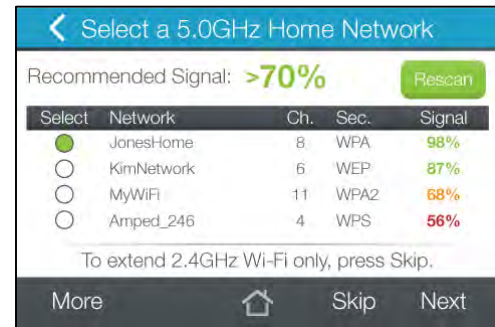 Select a 5.0GHz Home Network
Recommended Signal: >70% Rescan
Select Network Ch. Sec. Signal
JonesHome 8 WPA 98%
KimNetwork 6 WEP 87%
MyWiFi 11 WPA2 68%
Amped_246 4 WPS 56%
To extend 2.4GHz Wi-Fi only, press Skip.
More Skip Next